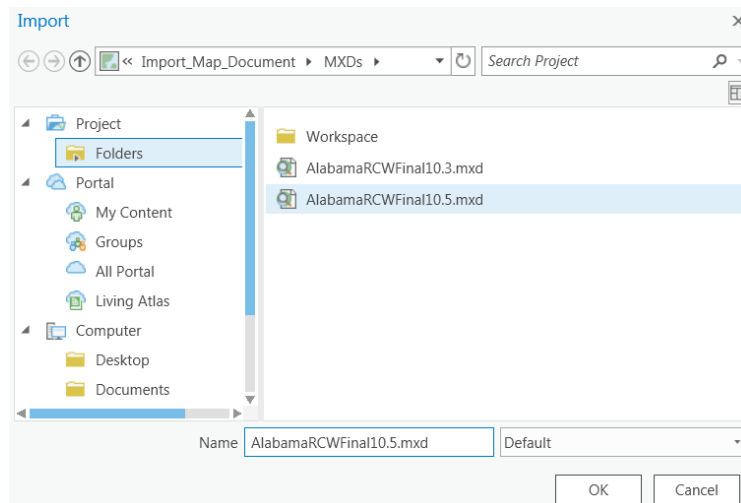 Import
« Import_Map_Document MXDs
Search Project
Project
Folders
Portal
My Content
Groups
All Portal
Living Atlas
Computer
Desktop
Documents
Workspace
AlabamaRCWFinal10.3.mxd
AlabamaRCWFinal10.5.mxd
Name AlabamaRCWFinal10.5.mxd Default
OK Cancel